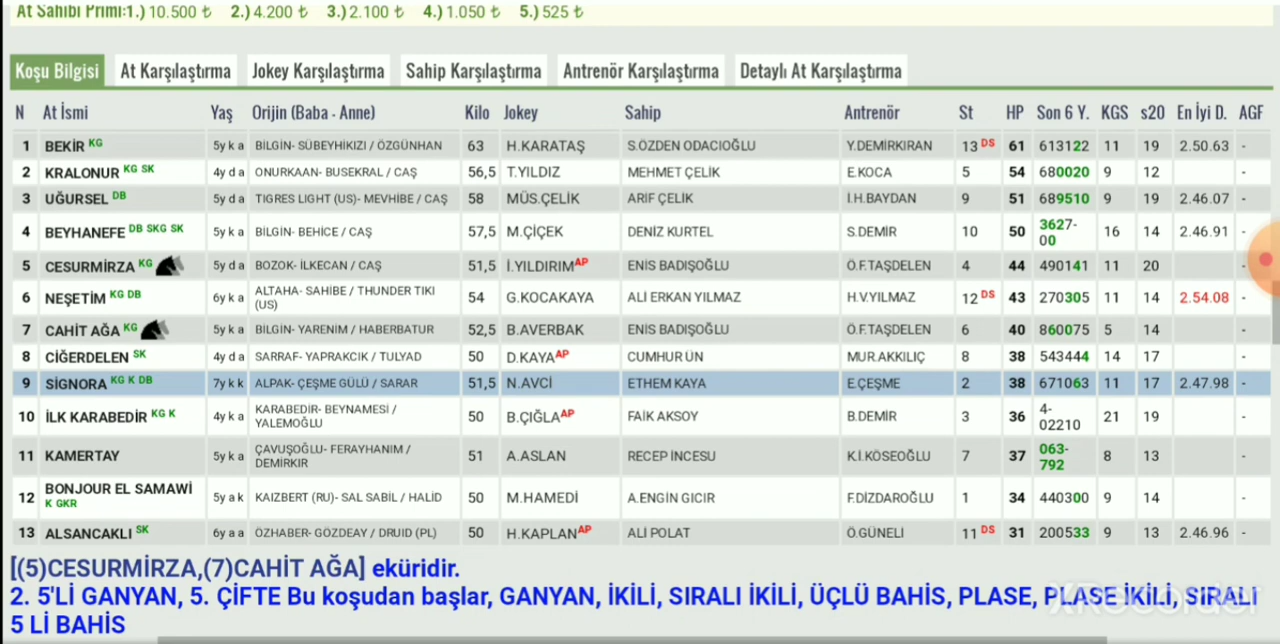 At Sahibi Primi:1.) 10.500 ₺ 2.) 4.200 ₺ 3.) 2.100 ₺ 4.) 1.050 ₺ 5.) 525 ₺
Koşu Bilgisi At Karşılaştırma Jokey Karşılaştırma Sahip Karşılaştırma Antrenör Karşılaştırma Detaylı At Karşılaştırma
N At İsmi Yaş Orijin (Baba - Anne) Kilo Jokey Sahip Antrenör St HP Son 6 Y. KGS s20 En İyi D. AGF
1 BEKİR KG 5y k a BİLGİN- SÜBEYHIKIZI / ÖZGÜNHAN 63 H.KARATAŞ S.ÖZDEN ODACIOĞLU Y.DEMİRKIRAN 13 DS 61 613122 11 19 2.50.63 -
2 KRALONUR KG SK 4y d a ONURKAAN- BUSEKRAL / CAŞ 56,5 T.YILDIZ MEHMET ÇELİK E.KOCA 5 54 680020 9 12 -
3 UĞURSEL DB 5y d a TIGRES LIGHT (US)- MEVHİBE / CAŞ 58 MÜS.ÇELİK ARİF ÇELİK İ.H.BAYDAN 9 51 689510 9 19 2.46.07 -
4 BEYHANEFE DB SKG SK 5y k a BİLGİN- BEHİCE / CAŞ 57,5 M.ÇİÇEK DENİZ KURTEL S.DEMİR 10 50 3627-
00 16 14 2.46.91 -
5 CESURMİRZA KG 5y d a BOZOK- İLKECAN / CAŞ 51,5 İ.YILDIRIM AP ENİS BADIŞOĞLU Ö.F.TAŞDELEN 4 44 490141 11 20 -
6 NEŞETİM KG DB 6y k a ALTAHA- SAHİBE / THUNDER TIKI
(US) 54 G.KOCAKAYA ALİ ERKAN YILMAZ H.V.YILMAZ 12 DS 43 270305 11 14 2.54.08 -
7 CAHİT AĞA KG 5y k a BİLGİN- YARENİM / HABERBATUR 52,5 B.AVERBAK ENİS BADIŞOĞLU Ö.F.TAŞDELEN 6 40 860075 5 14 -
8 CİĞERDELEN SK 4y d a SARRAF- YAPRAKCIK / TULYAD 50 D.KAYA AP CUMHUR ÜN MUR.AKKILIÇ 8 38 543444 14 17 -
9 SİGNORA KG K DB 7y k k ALPAK- ÇEŞME GÜLÜ / SARAR 51,5 N.AVCİ ETHEM KAYA E.ÇEŞME 2 38 671063 11 17 2.47.98 -
10 İLK KARABEDİR KG K 4y k a KARABEDİR- BEYNAMESİ /
YALEMOĞLU 50 B.ÇIĞLA AP FAİK AKSOY B.DEMİR 3 36 4-
02210 21 19 -
11 KAMERTAY 5y k a ÇAVUŞOĞLU- FERAYHANIM /
DEMİRKIR 51 A.ASLAN RECEP İNCESU K.İ.KÖSEOĞLU 7 37 063-
792 8 13 -
12 BONJOUR EL SAMAWİ
K GKR 5y a k KAIZBERT (RU)- SAL SABİL / HALİD 50 M.HAMEDİ A.ENGİN GICIR F.DİZDAROĞLU 1 34 440300 9 14 -
13 ALSANCAKLI SK 6y a a ÖZHABER- GÖZDEAY / DRUID (PL) 50 H.KAPLAN AP ALİ POLAT Ö.GÜNELİ 11 DS 31 200533 9 13 2.46.96 -
[(5)CESURMİRZA,(7)CAHİT AĞA] eküridir.
2. 5'Lİ GANYAN, 5. ÇİFTE Bu koşudan başlar, GANYAN, İKİLİ, SIRALI İKİLİ, ÜÇLÜ BAHİS, PLASE, PLASE İKİLİ, SIRALI
5 Lİ BAHİS
XRecorder